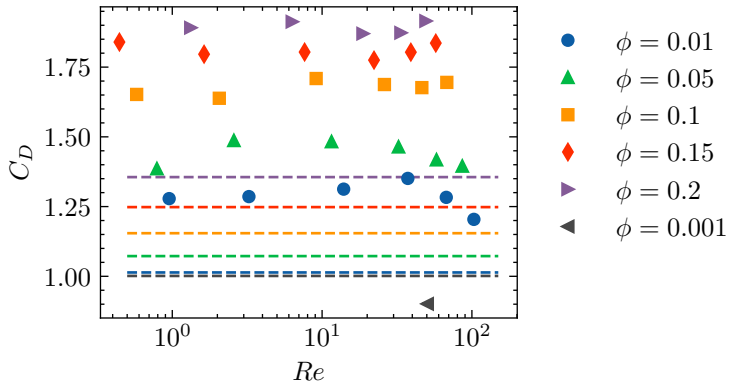 1.75
1.50
1.25
1.00
C_D
10^0
10^1
10^2
Re
ϕ = 0.01
ϕ = 0.05
ϕ = 0.1
ϕ = 0.15
ϕ = 0.2
ϕ = 0.001